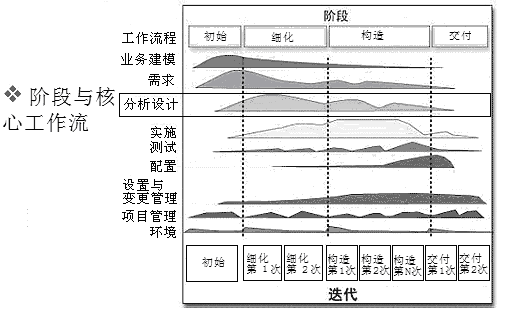 阶段
工作流程 初始 细化 构造 交付
业务建模
需求
❖ 阶段与核
心工作流
分析设计
实施
测试
配置
设置与
变更管理
项目管理
环境
初始 细化 细化 构造 构造 构造 交付 交付
第1次 第2次 第1次 第2次 第N次 第1次 第2次
迭代